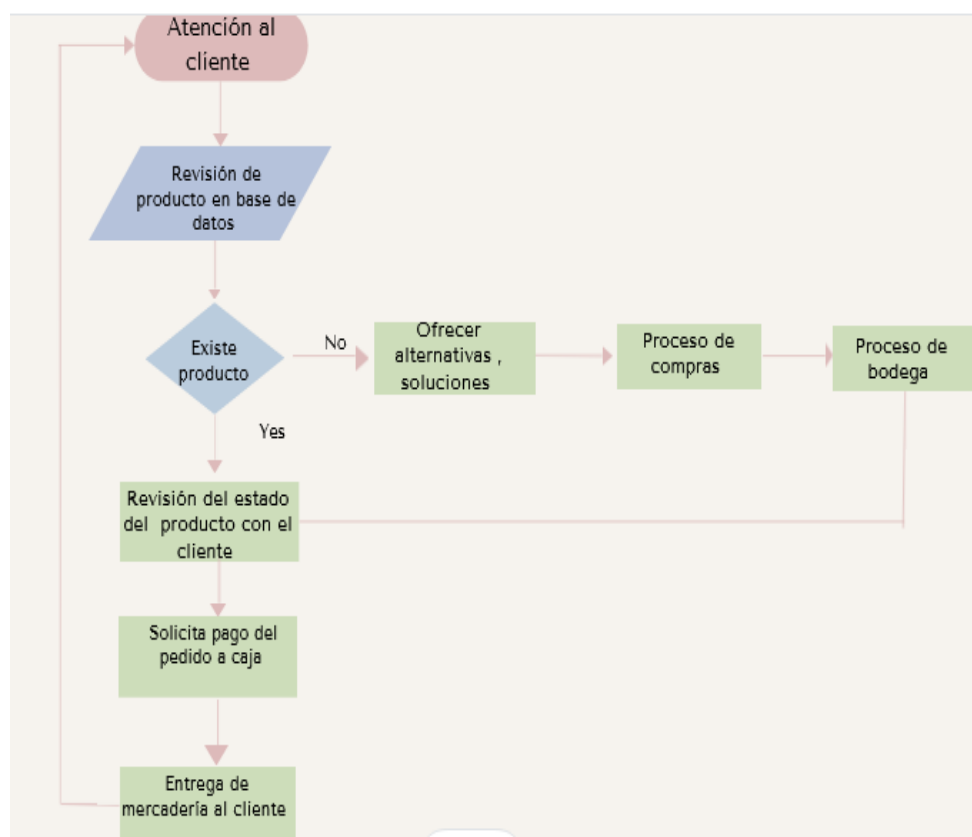 Atención al
cliente
Revisión de
producto en base de
datos
Existe
producto
No
Ofrecer
alternativas ,
soluciones
Proceso de
compras
Proceso de
bodega
Yes
Revisión del estado
del producto con el
cliente
Solicita pago del
pedido a caja
Entrega de
mercadería al cliente